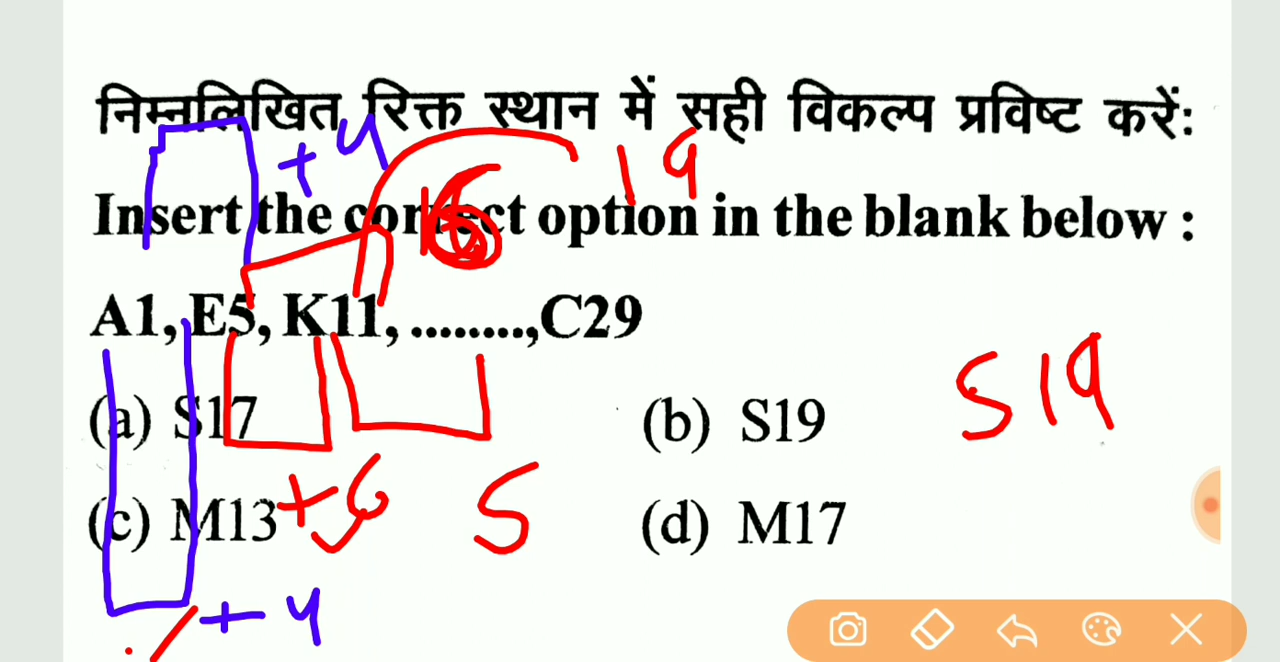 निम्नलिखित रिक्त स्थान में सही विकल्प प्रविष्ट करें:
+4 19
Insert the correct option in the blank below :
A1, E5, K11, ........,C29
(a) S17 (b) S19 S19
(c) M13 +6 S (d) M17
+4